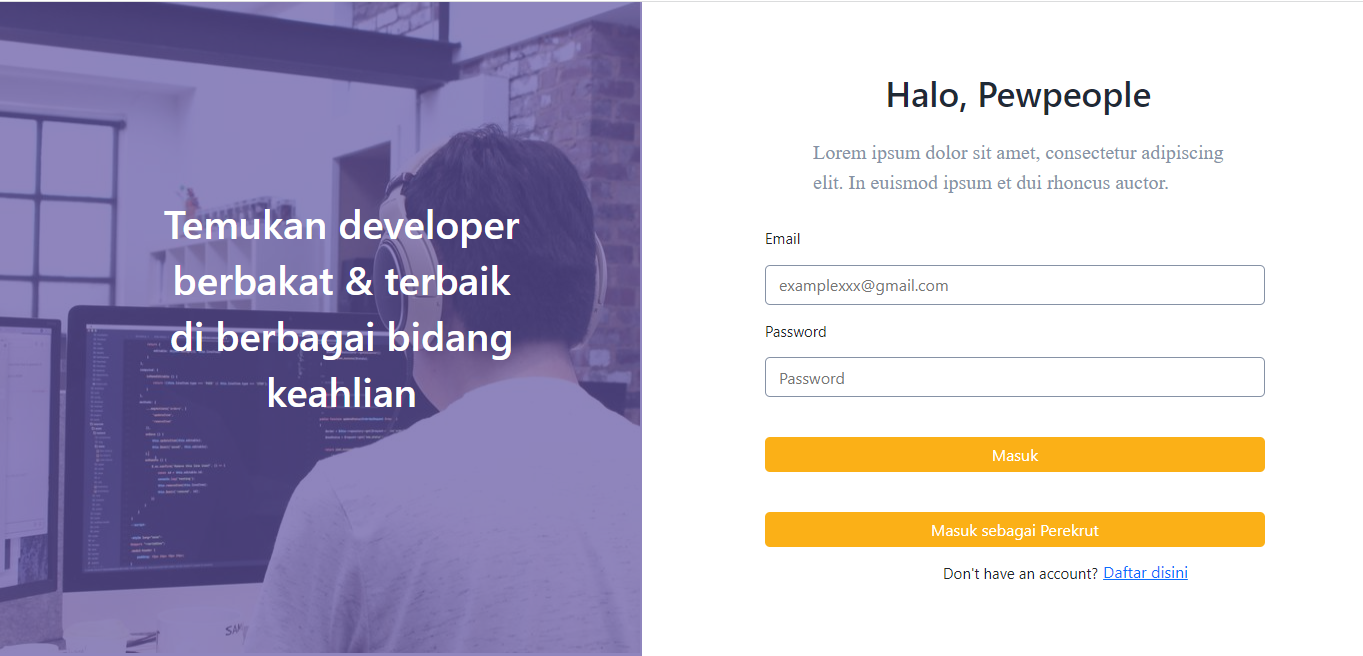 Temukan developer
berbakat & terbaik
di berbagai bidang
keahlian
Halo, Pewpeople
Lorem ipsum dolor sit amet, consectetur adipiscing
elit. In euismod ipsum et dui rhoncus auctor.
Email
examplexxx@gmail.com
Password
Password
Masuk
Masuk sebagai Perekrut
Don't have an account? Daftar disini